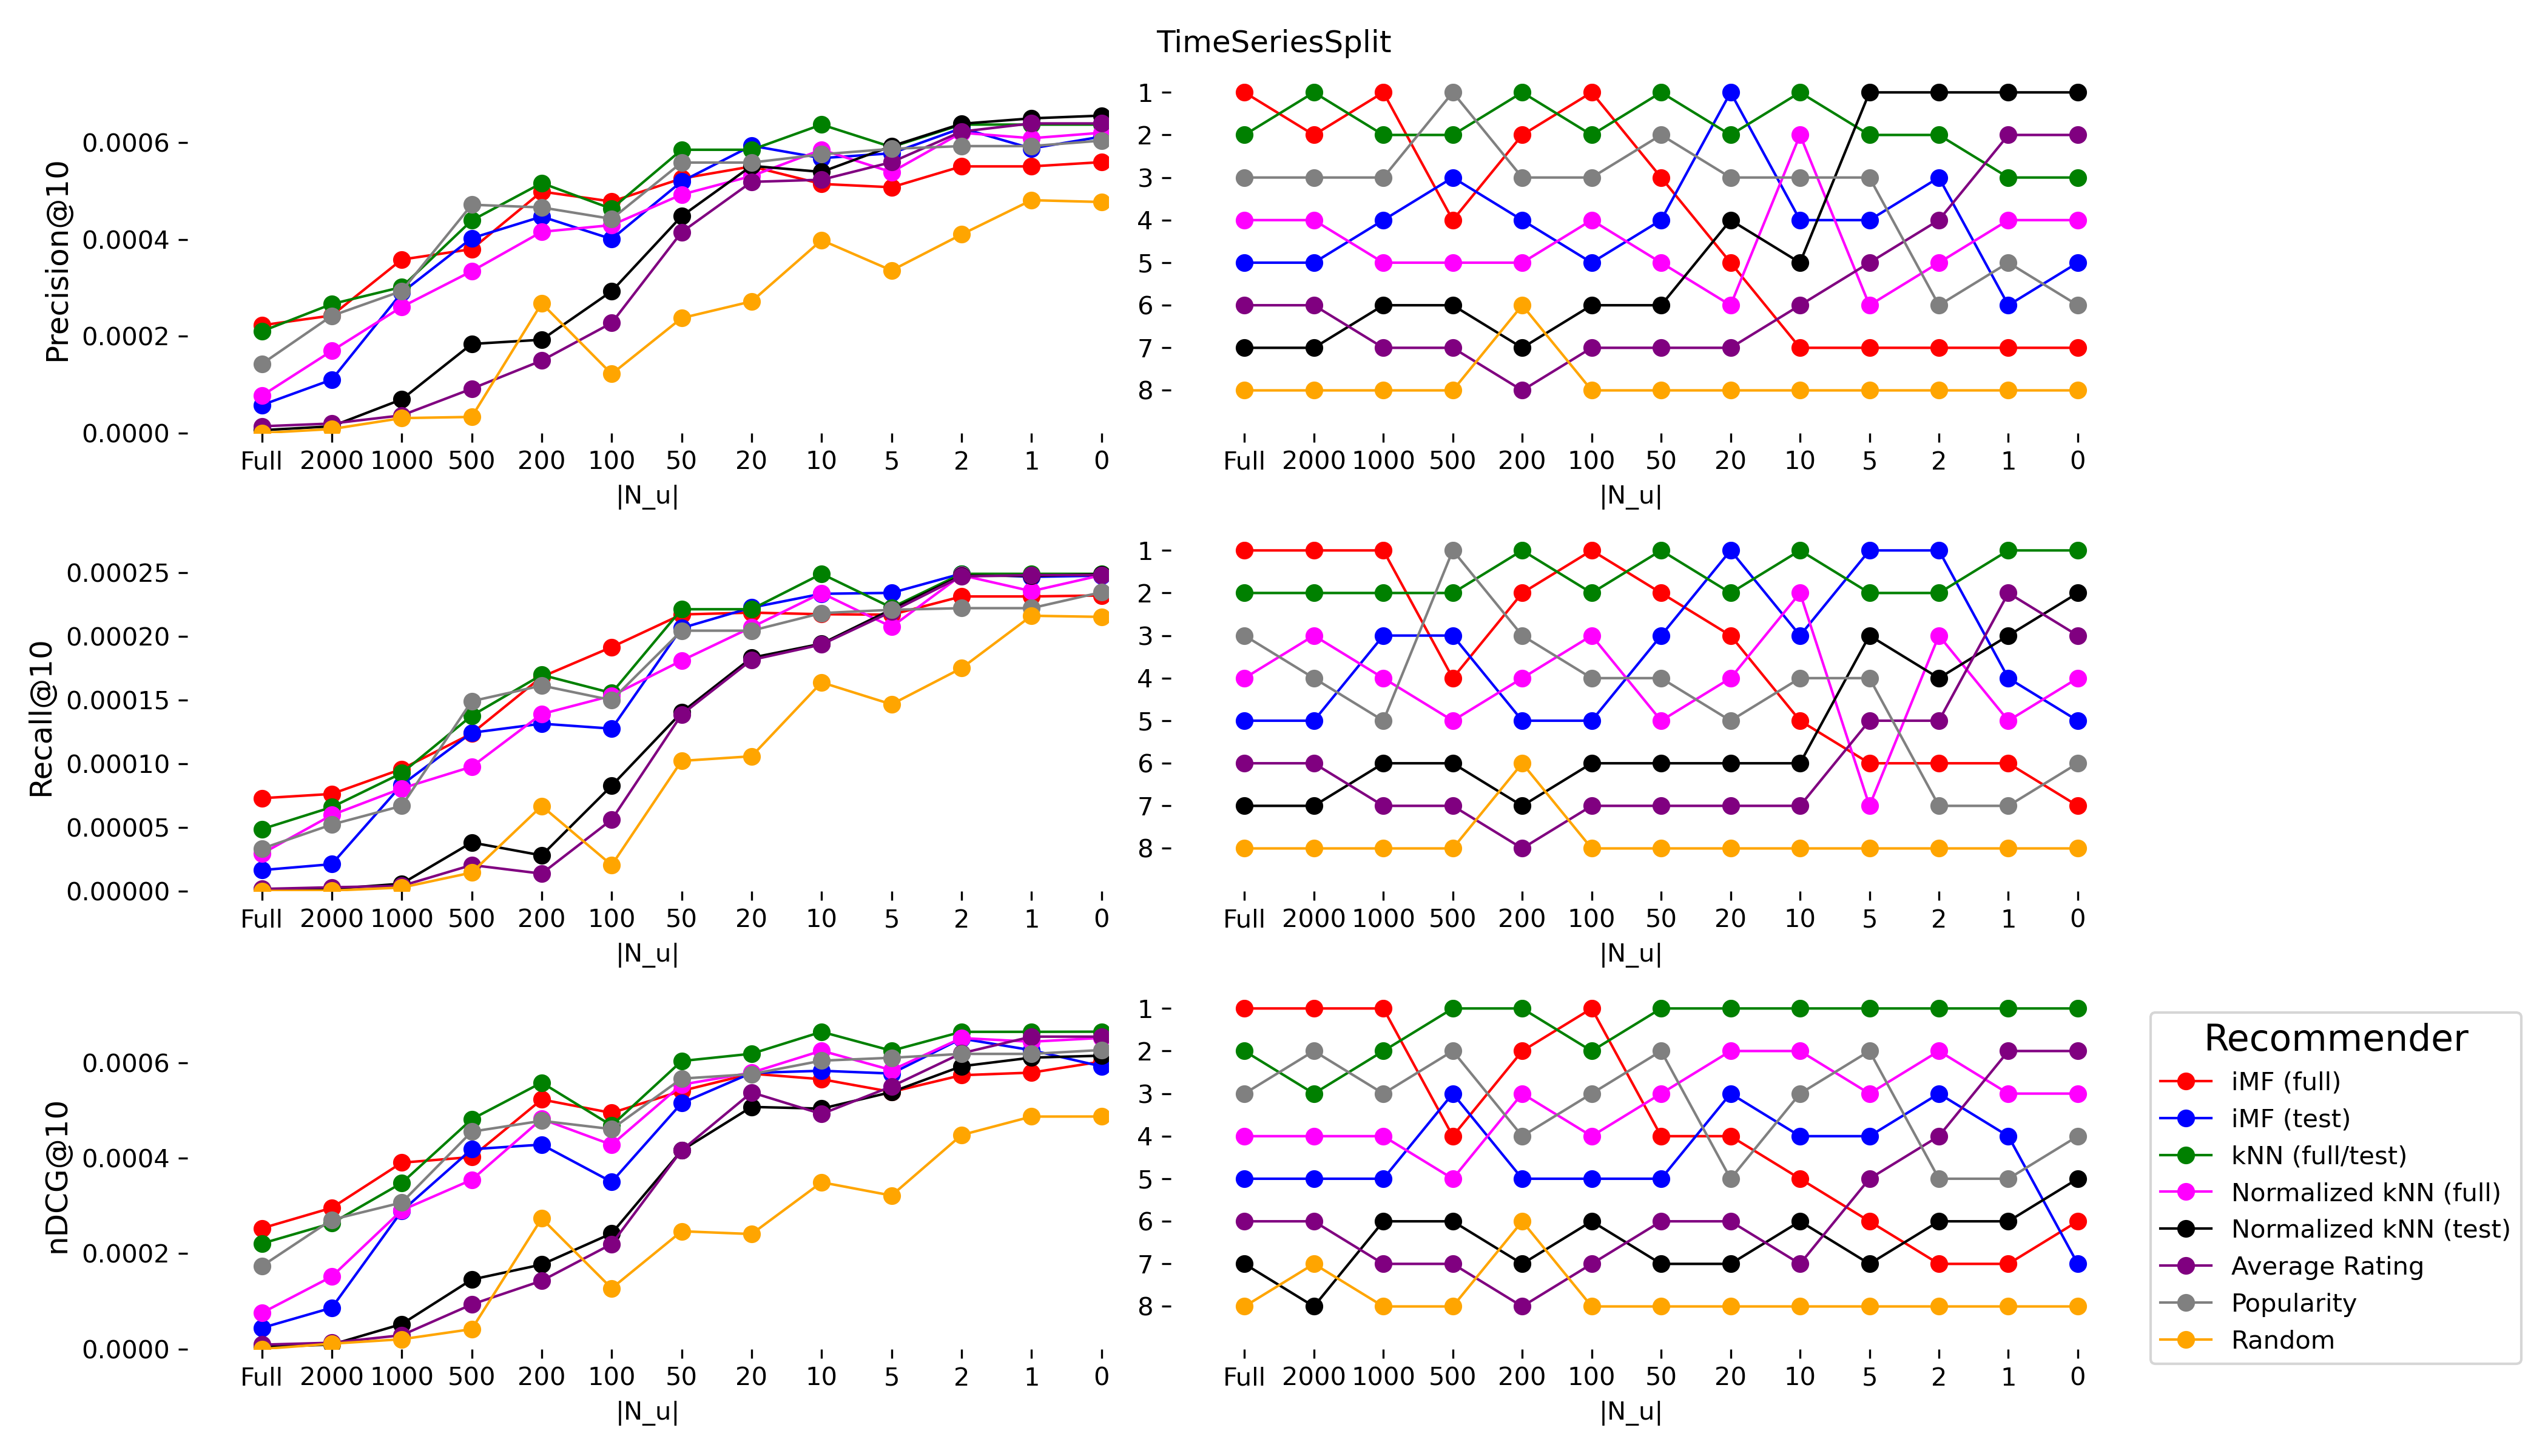 TimeSeriesSplit
Precision@10
0.0006
0.0004
0.0002
0.0000
Full 2000 1000 500 200 100 50 20 10 5 2 1 0
|N_u|
1
2
3
4
5
6
7
8
Full 2000 1000 500 200 100 50 20 10 5 2 1 0
|N_u|
Recall@10
0.00025
0.00020
0.00015
0.00010
0.00005
0.00000
Full 2000 1000 500 200 100 50 20 10 5 2 1 0
|N_u|
1
2
3
4
5
6
7
8
Full 2000 1000 500 200 100 50 20 10 5 2 1 0
|N_u|
nDCG@10
0.0006
0.0004
0.0002
0.0000
Full 2000 1000 500 200 100 50 20 10 5 2 1 0
|N_u|
1
2
3
4
5
6
7
8
Full 2000 1000 500 200 100 50 20 10 5 2 1 0
|N_u|
Recommender
iMF (full)
iMF (test)
kNN (full/test)
Normalized kNN (full)
Normalized kNN (test)
Average Rating
Popularity
Random